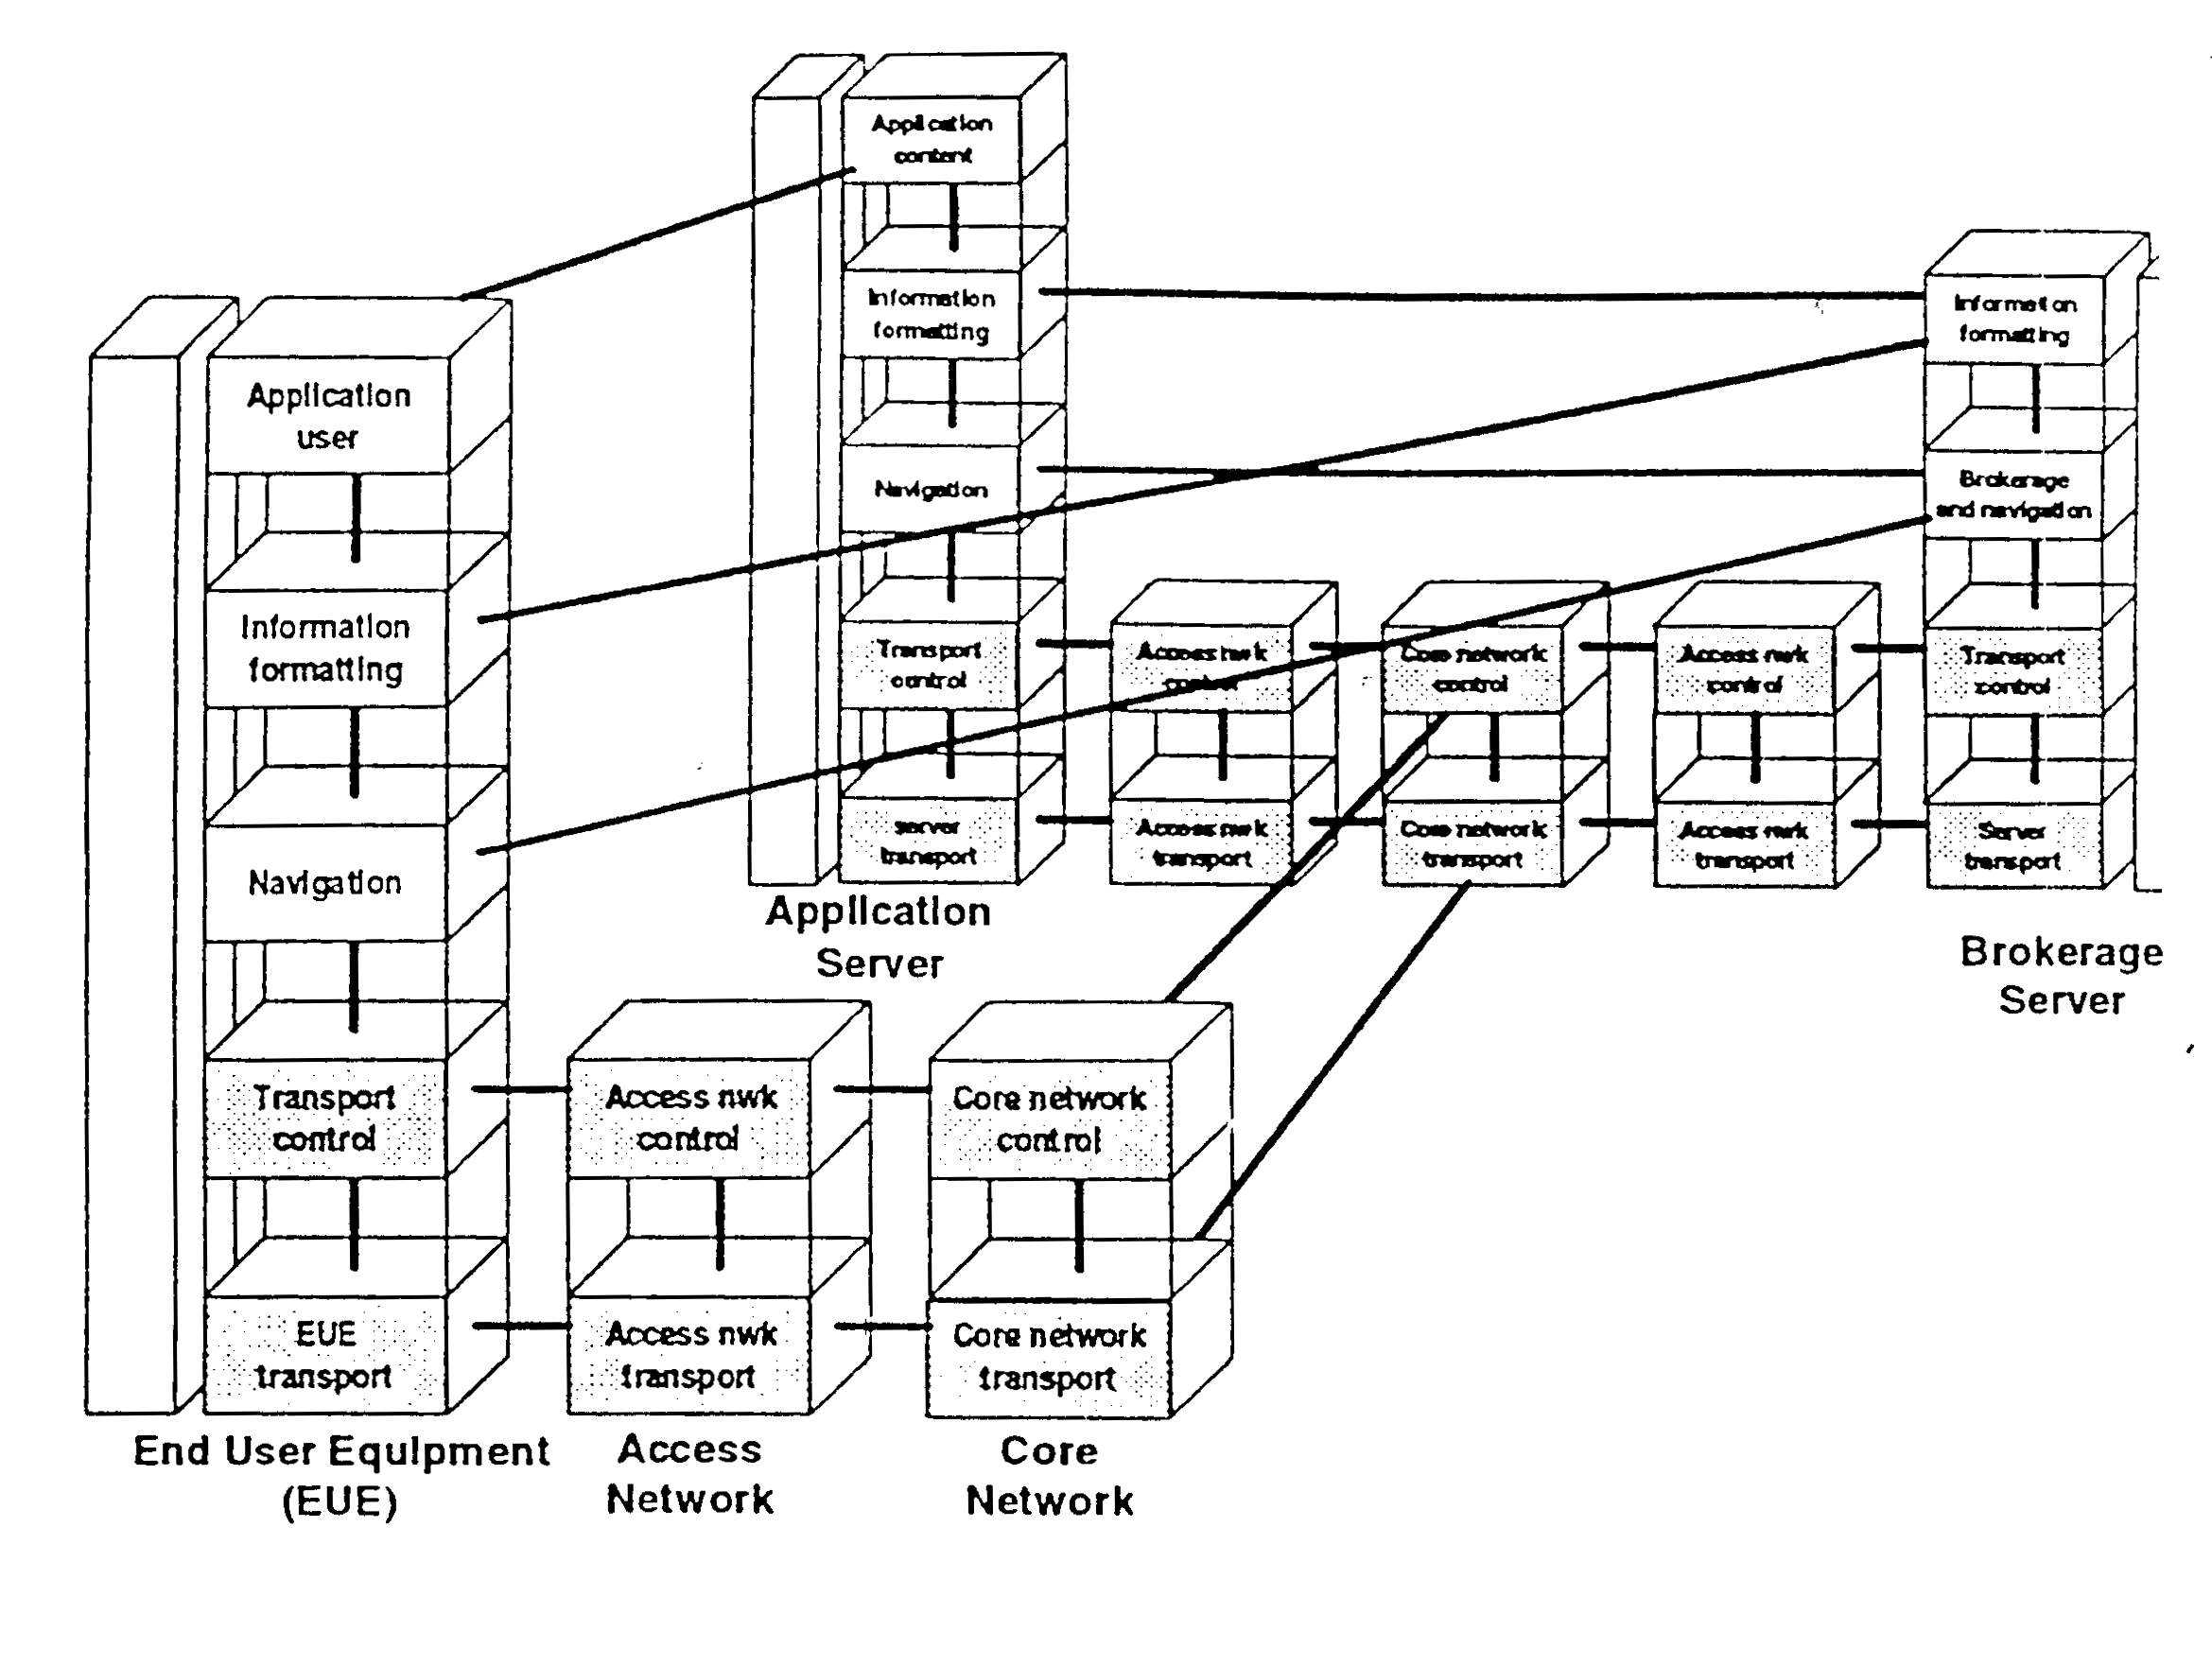 Application
content
Information
formatting
Navigation
Transport
control
server
transport
Application
Server
Access nwk
control
Access nwk
transport
Core network
control
Core network
transport
Access nwk
control
Access nwk
transport
Information
formatting
Brokerage
and navigation
Transport
control
Server
transport
Brokerage
Server
Application
user
Information
formatting
Navigation
Transport
control
EUE
transport
End User Equipment
(EUE)
Access nwk
control
Access nwk
transport
Access
Network
Core network
control
Core network
transport
Core
Network